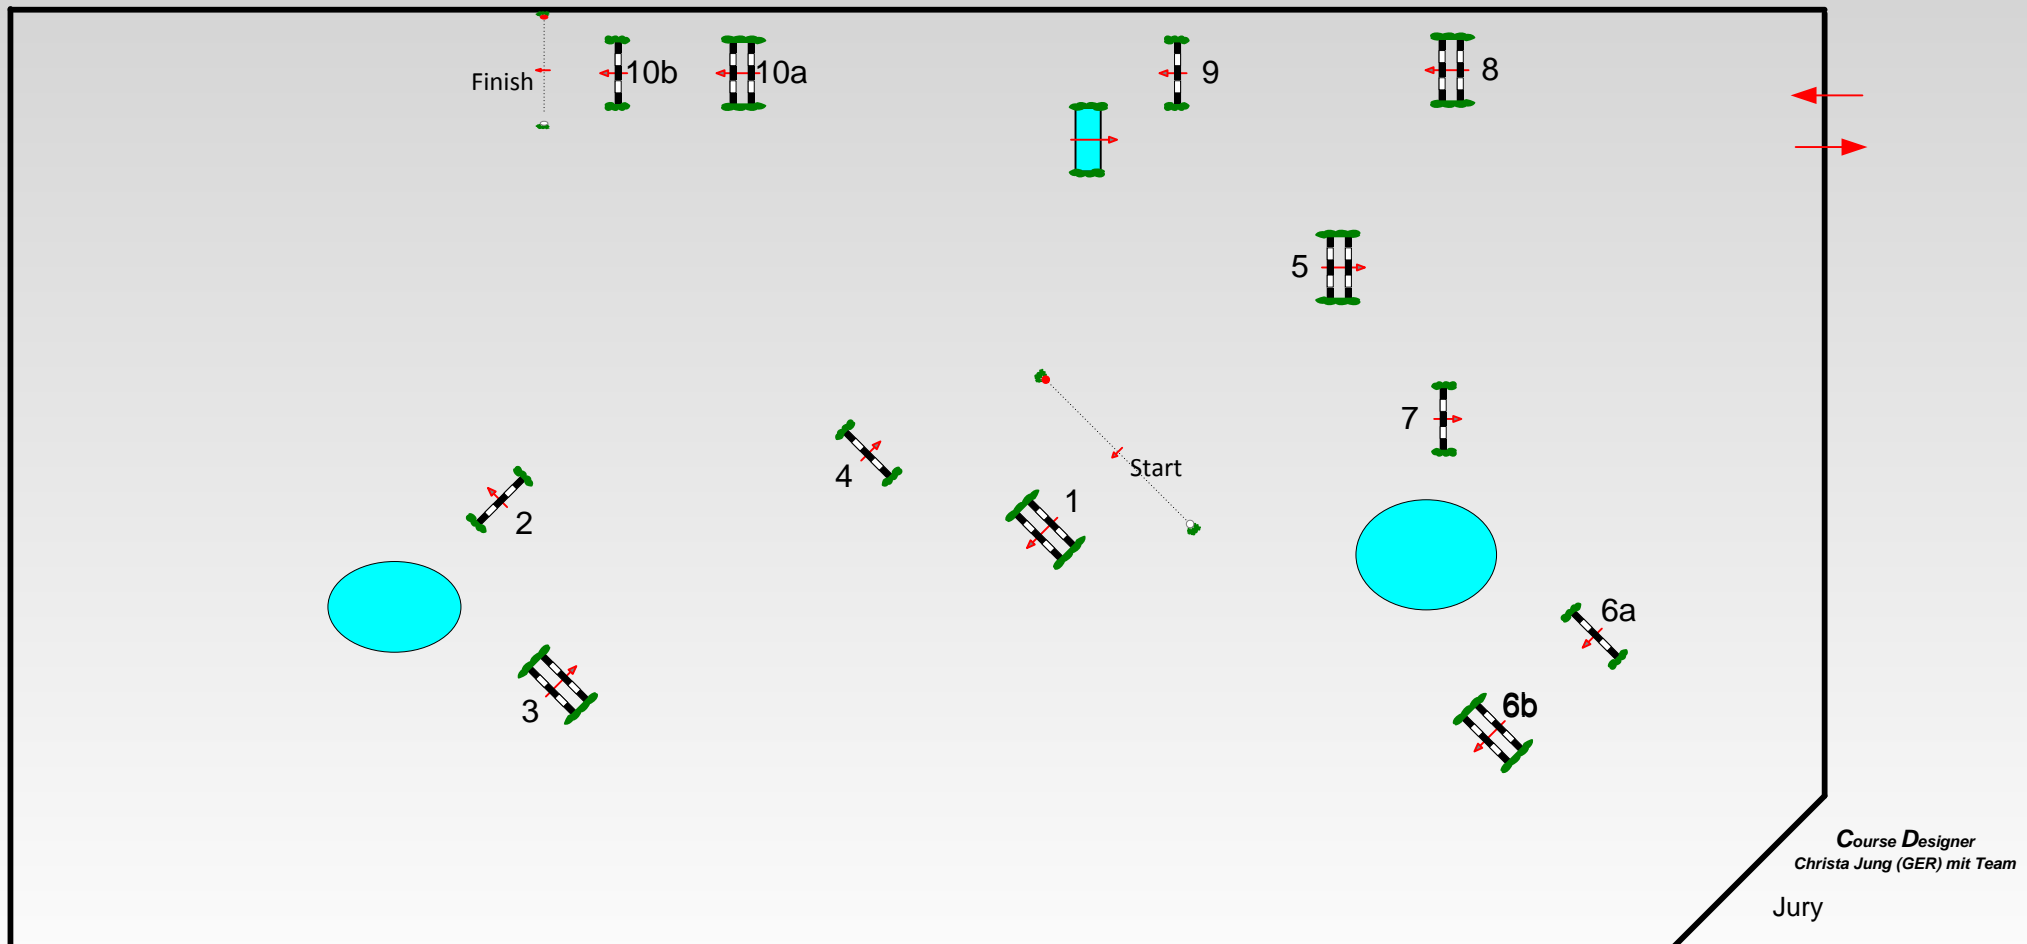 Finish
10b
10a
9
8
5
7
Start
4
1
2
3
6a
6b
Course Designer
Christa Jung (GER) mit Team
Jury